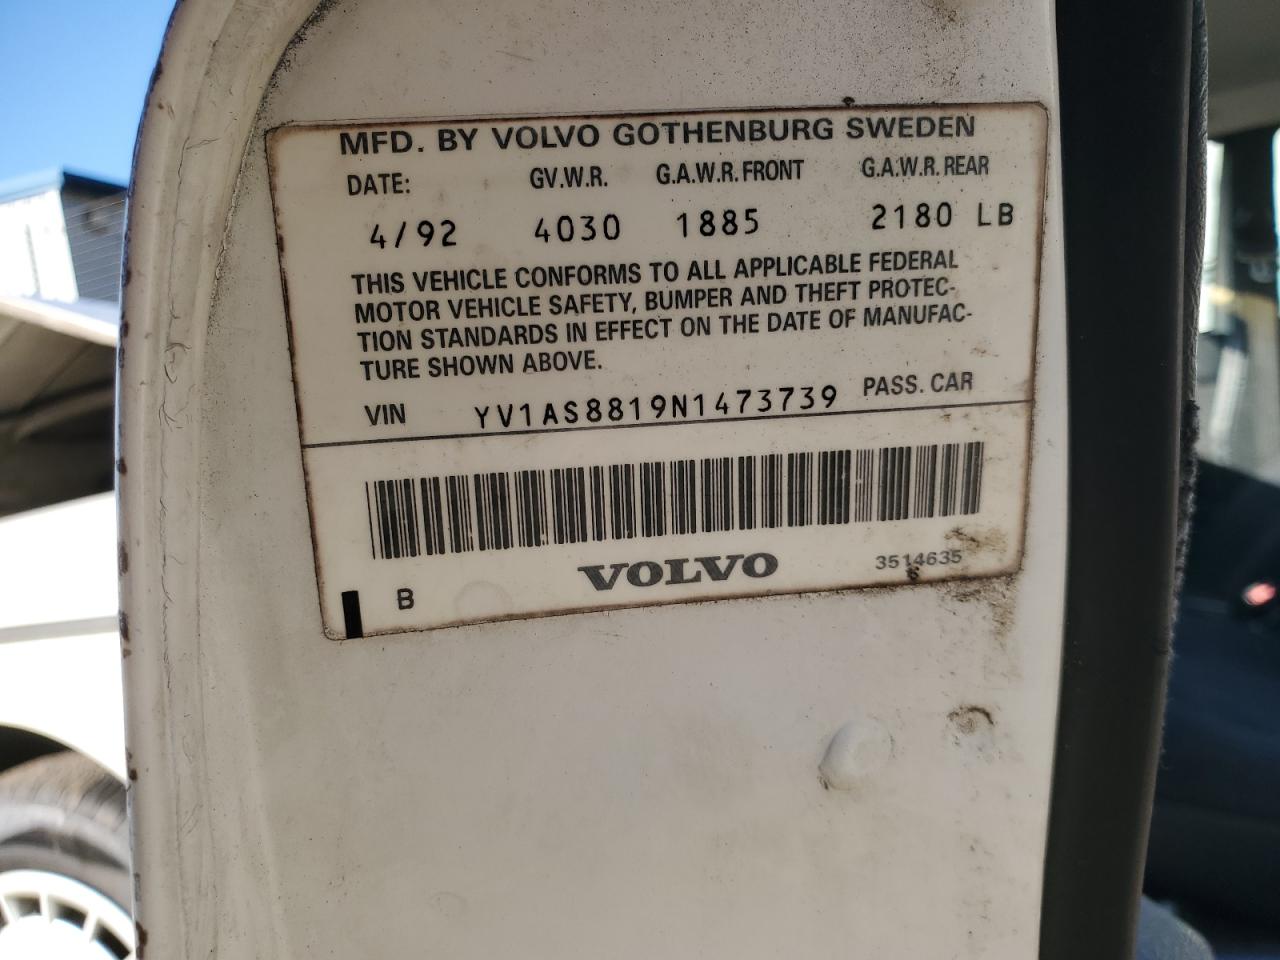 MFD. BY VOLVO GOTHENBURG SWEDEN
DATE: GV.W.R. G.A.W.R. FRONT G.A.W.R. REAR
4/92 4030 1885 2180 LB
THIS VEHICLE CONFORMS TO ALL APPLICABLE FEDERAL
MOTOR VEHICLE SAFETY, BUMPER AND THEFT PROTEC-
TION STANDARDS IN EFFECT ON THE DATE OF MANUFAC-
TURE SHOWN ABOVE.
VIN YV1AS8819N1473739 PASS. CAR
B VOLVO 3514635